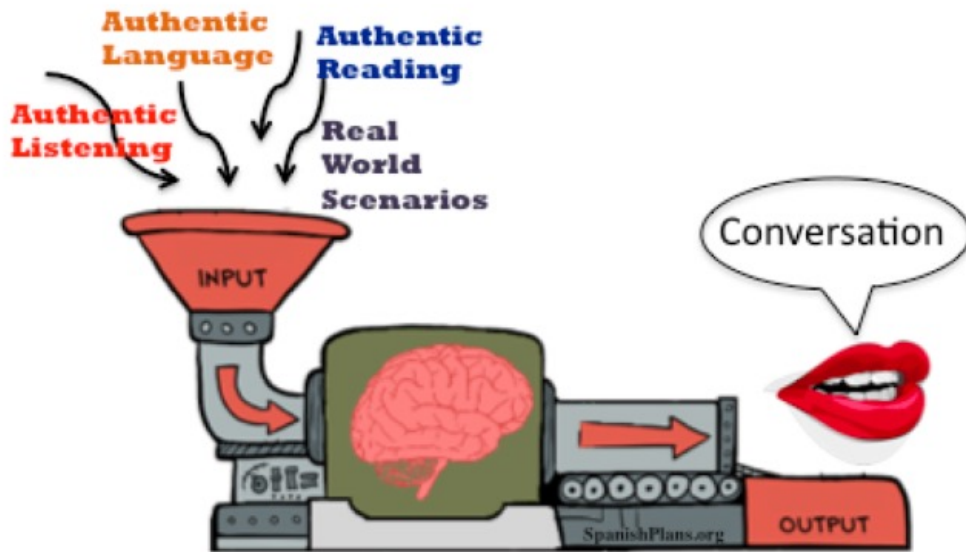 Authentic
Language
Authentic
Reading
Authentic
Listening
Real
World
Scenarios
INPUT
Conversation
SpanishPlans.org
OUTPUT